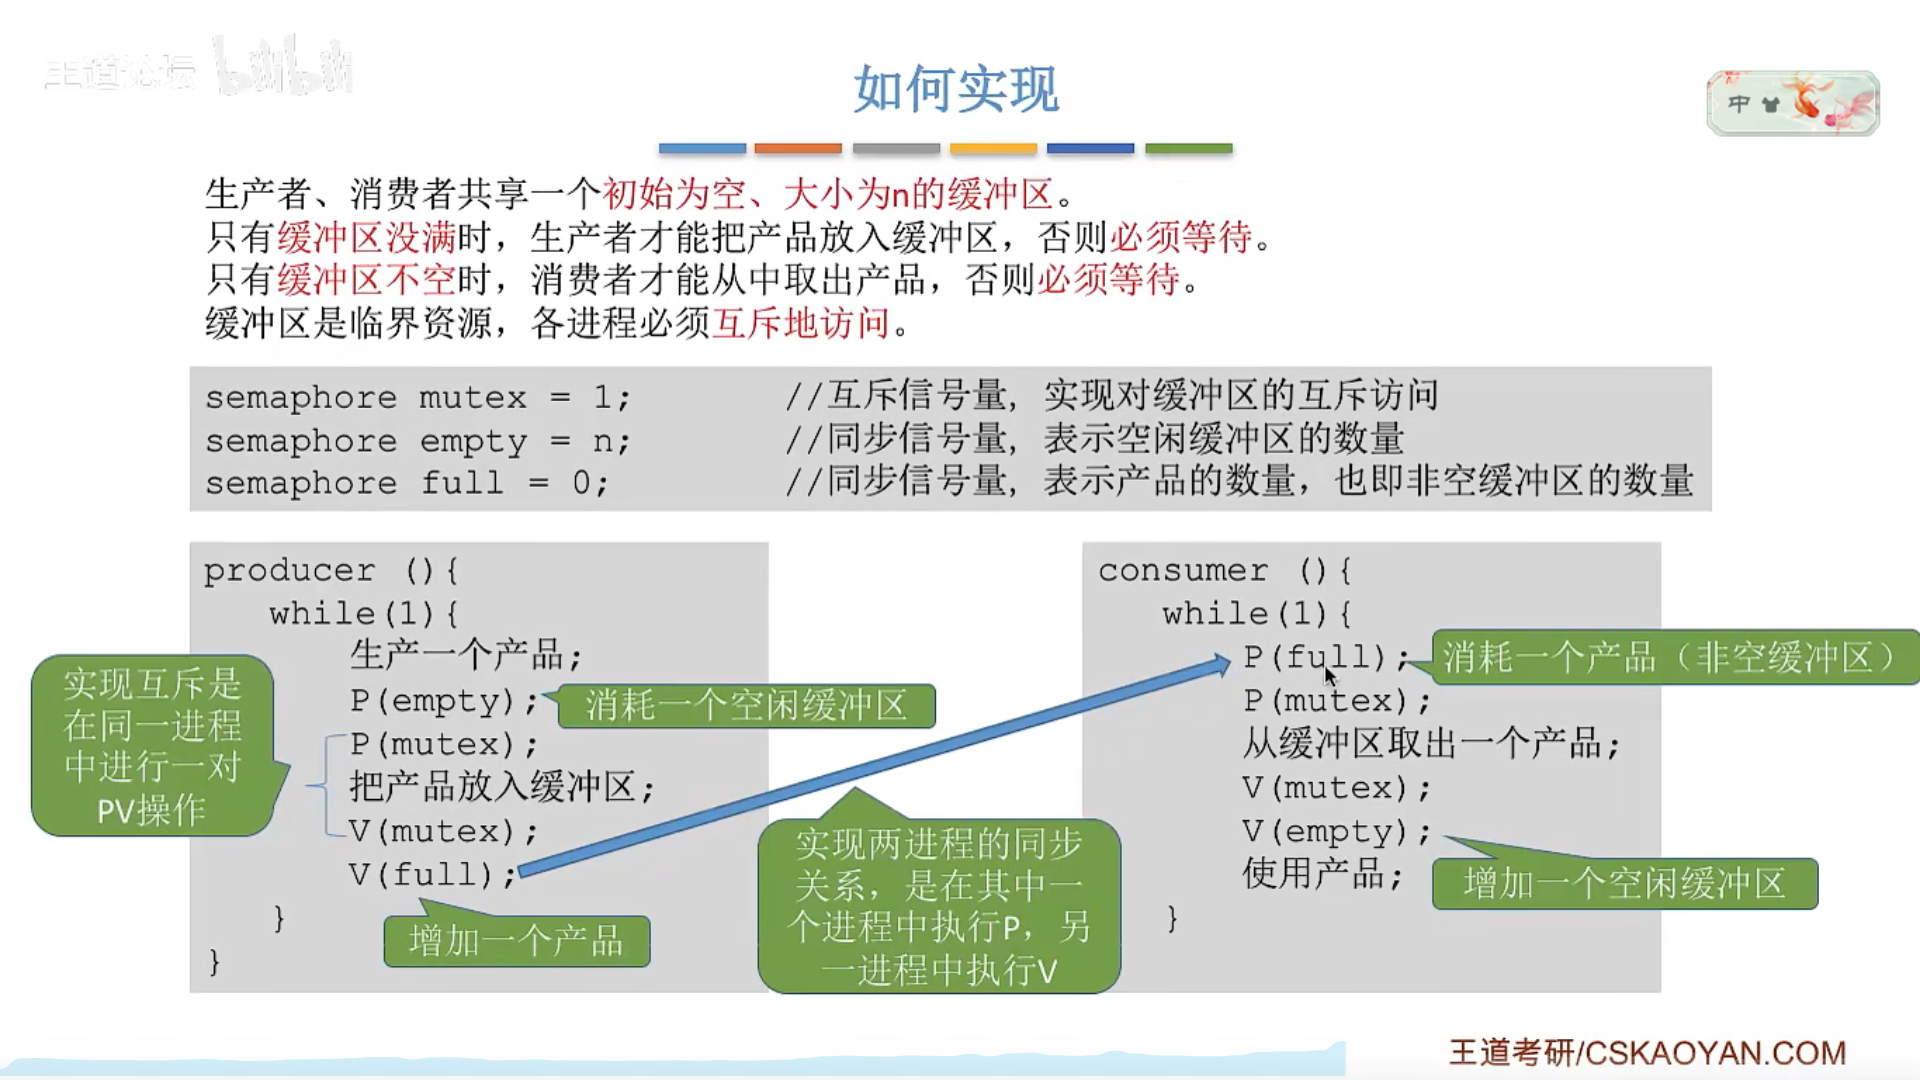 王道论坛 bilibili
如何实现
中
生产者、消费者共享一个初始为空、大小为n的缓冲区。
只有缓冲区没满时，生产者才能把产品放入缓冲区，否则必须等待。
只有缓冲区不空时，消费者才能从中取出产品，否则必须等待。
缓冲区是临界资源，各进程必须互斥地访问。
semaphore mutex = 1; //互斥信号量，实现对缓冲区的互斥访问
semaphore empty = n; //同步信号量，表示空闲缓冲区的数量
semaphore full = 0; //同步信号量，表示产品的数量，也即非空缓冲区的数量
producer (){
while(1){
生产一个产品;
P(empty);
P(mutex);
把产品放入缓冲区;
V(mutex);
V(full);
}
}
实现互斥是
在同一进程
中进行一对
PV操作
消耗一个空闲缓冲区
增加一个产品
实现两进程的同步
关系，是在其中一
个进程中执行P，另
一进程中执行V
consumer (){
while(1){
P(full);
P(mutex);
从缓冲区取出一个产品;
V(mutex);
V(empty);
使用产品;
}
消耗一个产品（非空缓冲区）
增加一个空闲缓冲区
王道考研/CSKAOYAN.COM